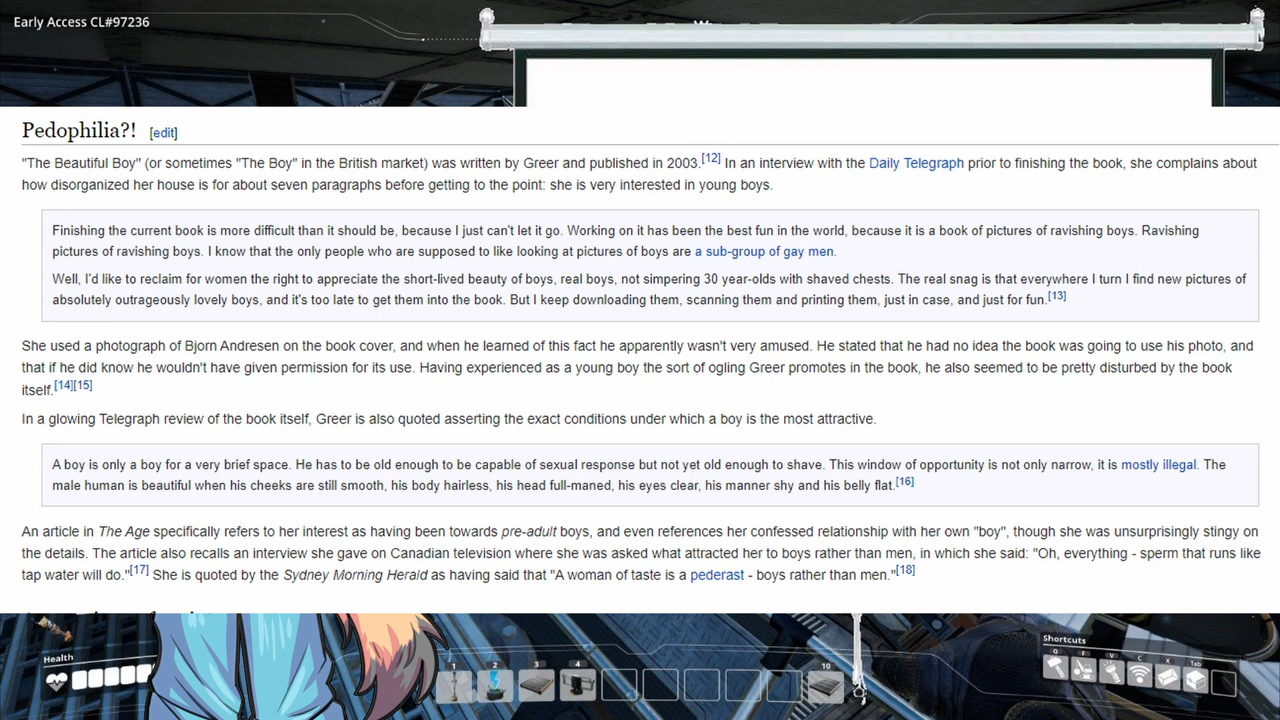 Early Access CL#97236
Pedophilia?! [edit]
"The Beautiful Boy" (or sometimes "The Boy" in the British market) was written by Greer and published in 2003.[12] In an interview with the Daily Telegraph prior to finishing the book, she complains about
how disorganized her house is for about seven paragraphs before getting to the point: she is very interested in young boys.
Finishing the current book is more difficult than it should be, because I just can't let it go. Working on it has been the best fun in the world, because it is a book of pictures of ravishing boys. Ravishing
pictures of ravishing boys. I know that the only people who are supposed to like looking at pictures of boys are a sub-group of gay men.
Well, I'd like to reclaim for women the right to appreciate the short-lived beauty of boys, real boys, not simpering 30 year-olds with shaved chests. The real snag is that everywhere I turn I find new pictures of
absolutely outrageously lovely boys, and it's too late to get them into the book. But I keep downloading them, scanning them and printing them, just in case, and just for fun.[13]
She used a photograph of Bjorn Andresen on the book cover, and when he learned of this fact he apparently wasn't very amused. He stated that he had no idea the book was going to use his photo, and
that if he did know he wouldn't have given permission for its use. Having experienced as a young boy the sort of ogling Greer promotes in the book, he also seemed to be pretty disturbed by the book
itself.[14][15]
In a glowing Telegraph review of the book itself, Greer is also quoted asserting the exact conditions under which a boy is the most attractive.
A boy is only a boy for a very brief space. He has to be old enough to be capable of sexual response but not yet old enough to shave. This window of opportunity is not only narrow, it is mostly illegal. The
male human is beautiful when his cheeks are still smooth, his body hairless, his head full-maned, his eyes clear, his manner shy and his belly flat.[16]
An article in The Age specifically refers to her interest as having been towards pre-adult boys, and even references her confessed relationship with her own "boy", though she was unsurprisingly stingy on
the details. The article also recalls an interview she gave on Canadian television where she was asked what attracted her to boys rather than men, in which she said: "Oh, everything - sperm that runs like
tap water will do."[17] She is quoted by the Sydney Morning Herald as having said that "A woman of taste is a pederast - boys rather than men."[18]
Health
1 2 3 4 10
Shortcuts
Q F V C X Tab